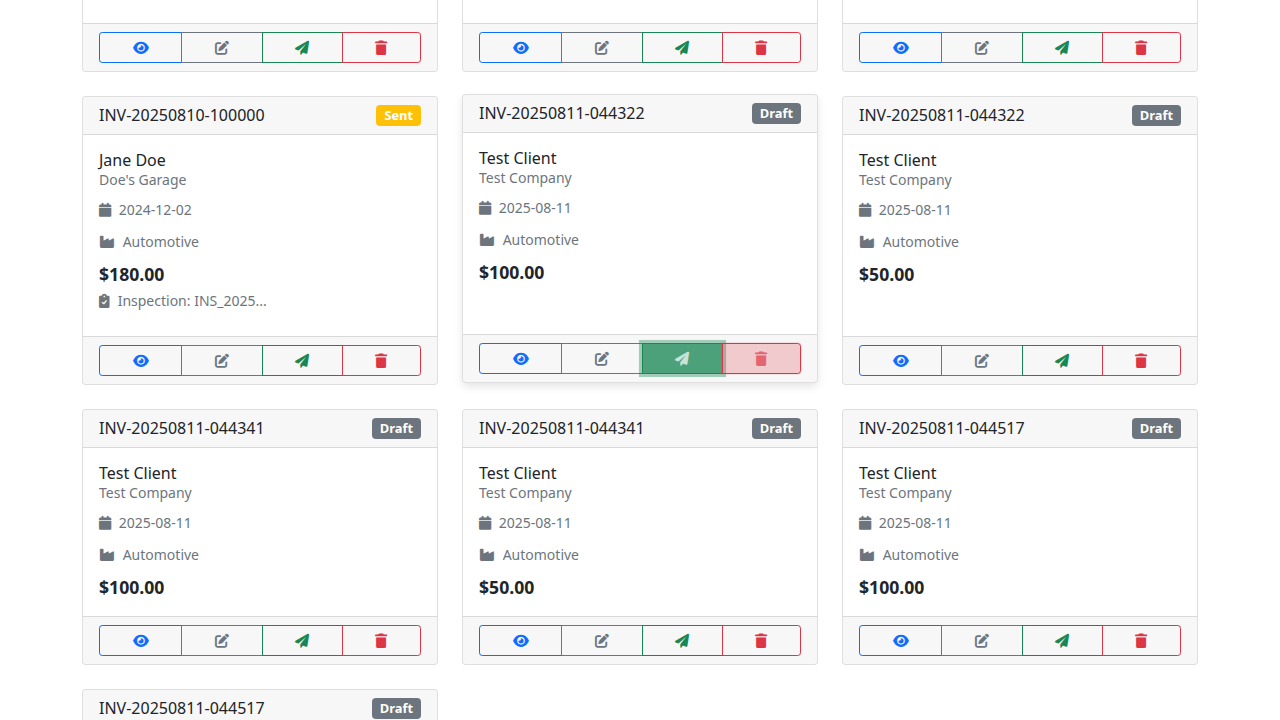 INV-20250810-100000 Sent
Jane Doe
Doe's Garage
2024-12-02
Automotive
$180.00
Inspection: INS_2025...
INV-20250811-044322 Draft
Test Client
Test Company
2025-08-11
Automotive
$100.00
INV-20250811-044322 Draft
Test Client
Test Company
2025-08-11
Automotive
$50.00
INV-20250811-044341 Draft
Test Client
Test Company
2025-08-11
Automotive
$100.00
INV-20250811-044341 Draft
Test Client
Test Company
2025-08-11
Automotive
$50.00
INV-20250811-044517 Draft
Test Client
Test Company
2025-08-11
Automotive
$100.00
INV-20250811-044517 Draft